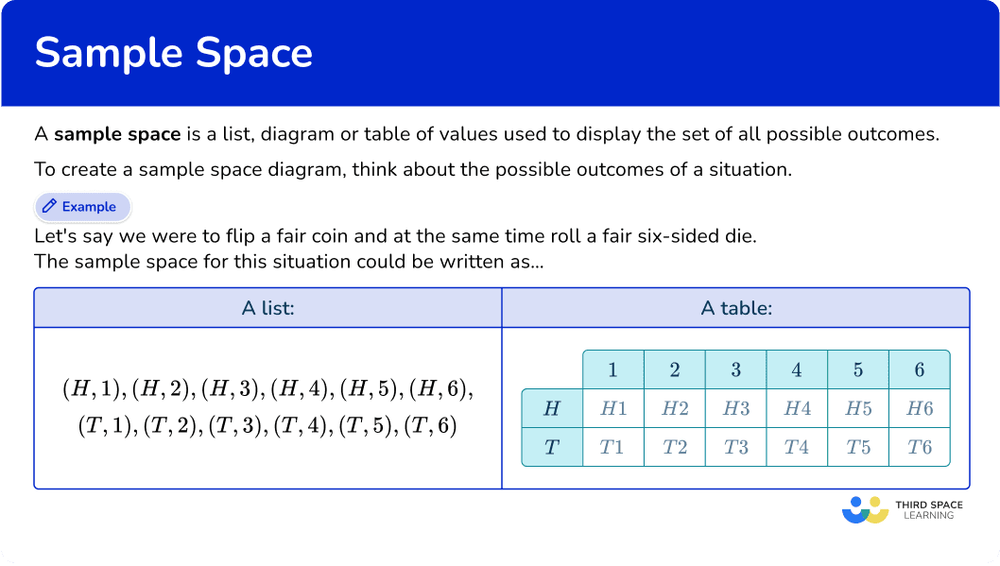 Sample Space
A sample space is a list, diagram or table of values used to display the set of all possible outcomes.
To create a sample space diagram, think about the possible outcomes of a situation.
Example
Let's say we were to flip a fair coin and at the same time roll a fair six-sided die.
The sample space for this situation could be written as...
A list:
(H, 1), (H, 2), (H, 3), (H, 4), (H, 5), (H, 6),
(T, 1), (T, 2), (T, 3), (T, 4), (T, 5), (T, 6)
A table:
1 2 3 4 5 6
H H1 H2 H3 H4 H5 H6
T T1 T2 T3 T4 T5 T6
THIRD SPACE
LEARNING